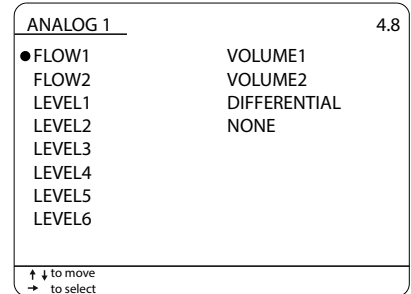 ANALOG 1 4.8
● FLOW1 VOLUME1
FLOW2 VOLUME2
LEVEL1 DIFFERENTIAL
LEVEL2 NONE
LEVEL3
LEVEL4
LEVEL5
LEVEL6
↑ ↓ to move
→ to select